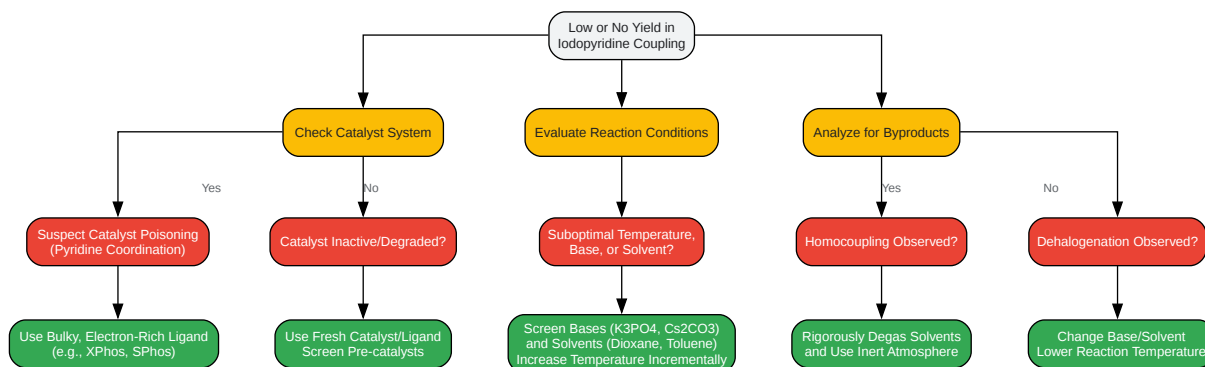 Low or No Yield in
Iodopyridine Coupling
Check Catalyst System
Evaluate Reaction Conditions
Analyze for Byproducts
Yes
No
Yes
No
Suspect Catalyst Poisoning
(Pyridine Coordination)
Catalyst Inactive/Degraded?
Suboptimal Temperature,
Base, or Solvent?
Homocoupling Observed?
Dehalogenation Observed?
Use Bulky, Electron-Rich Ligand
(e.g., XPhos, SPhos)
Use Fresh Catalyst/Ligand
Screen Pre-catalysts
Screen Bases (K3PO4, Cs2CO3)
and Solvents (Dioxane, Toluene)
Increase Temperature Incrementally
Rigorously Degas Solvents
and Use Inert Atmosphere
Change Base/Solvent
Lower Reaction Temperature